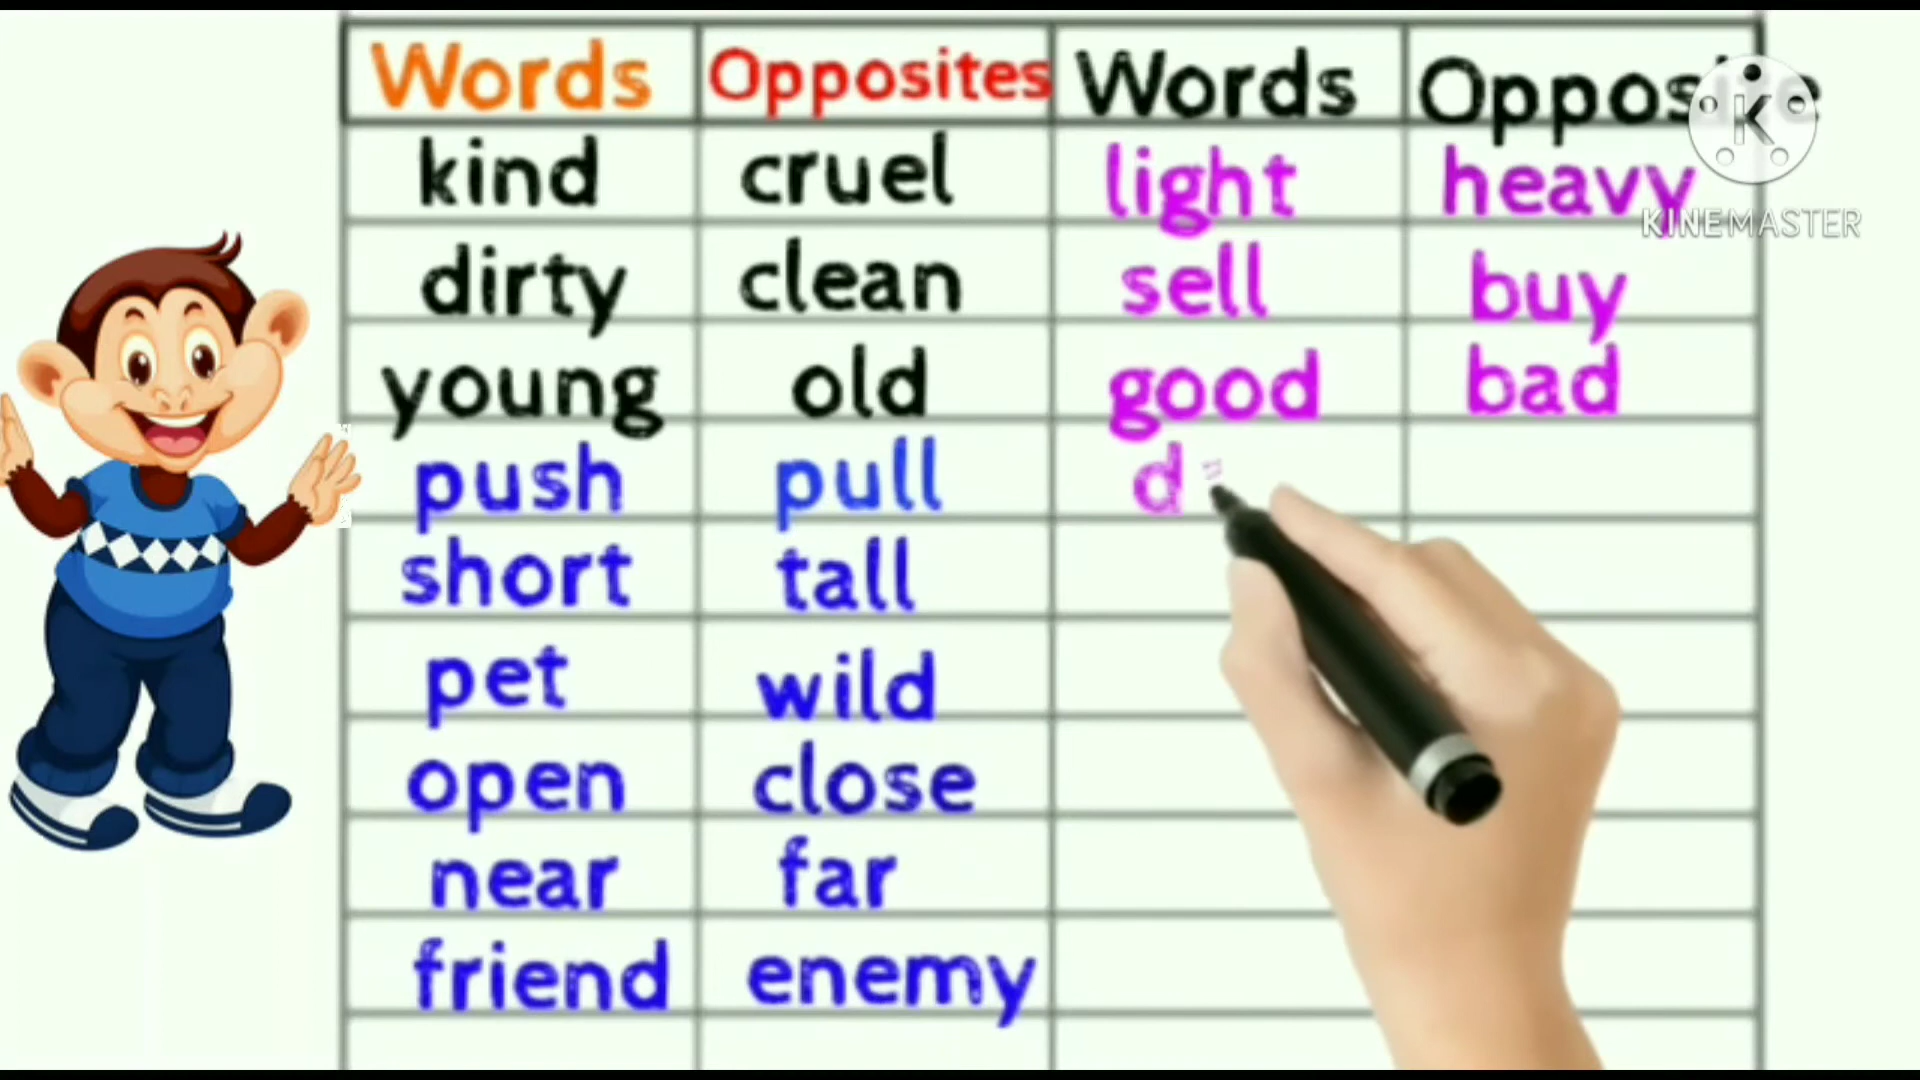 Words Opposites Words Opposite
kind cruel light heavy
KINEMASTER
dirty clean sell buy
young old good bad
push pull d
short tall
pet wild
open close
near far
friend enemy